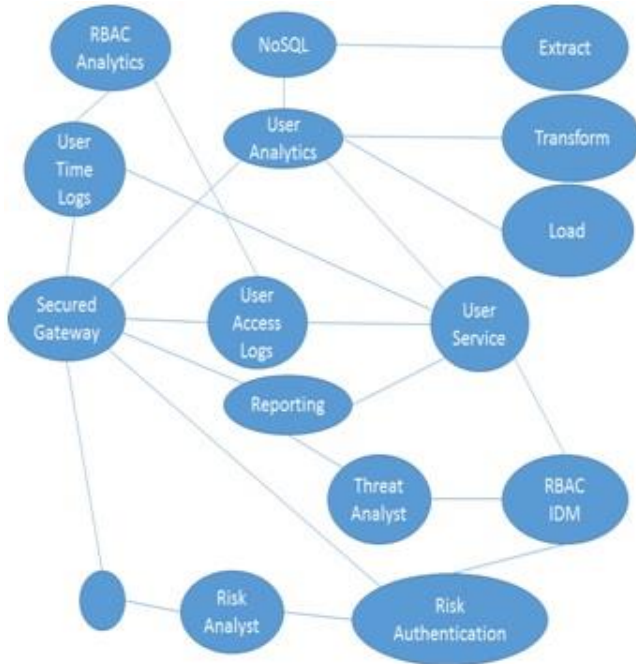 RBAC
Analytics
NoSQL
Extract
User
Analytics
Transform
User
Time
Logs
Load
Secured
Gateway
User
Access
Logs
User
Service
Reporting
Threat
Analyst
RBAC
IDM
Risk
Analyst
Risk
Authentication